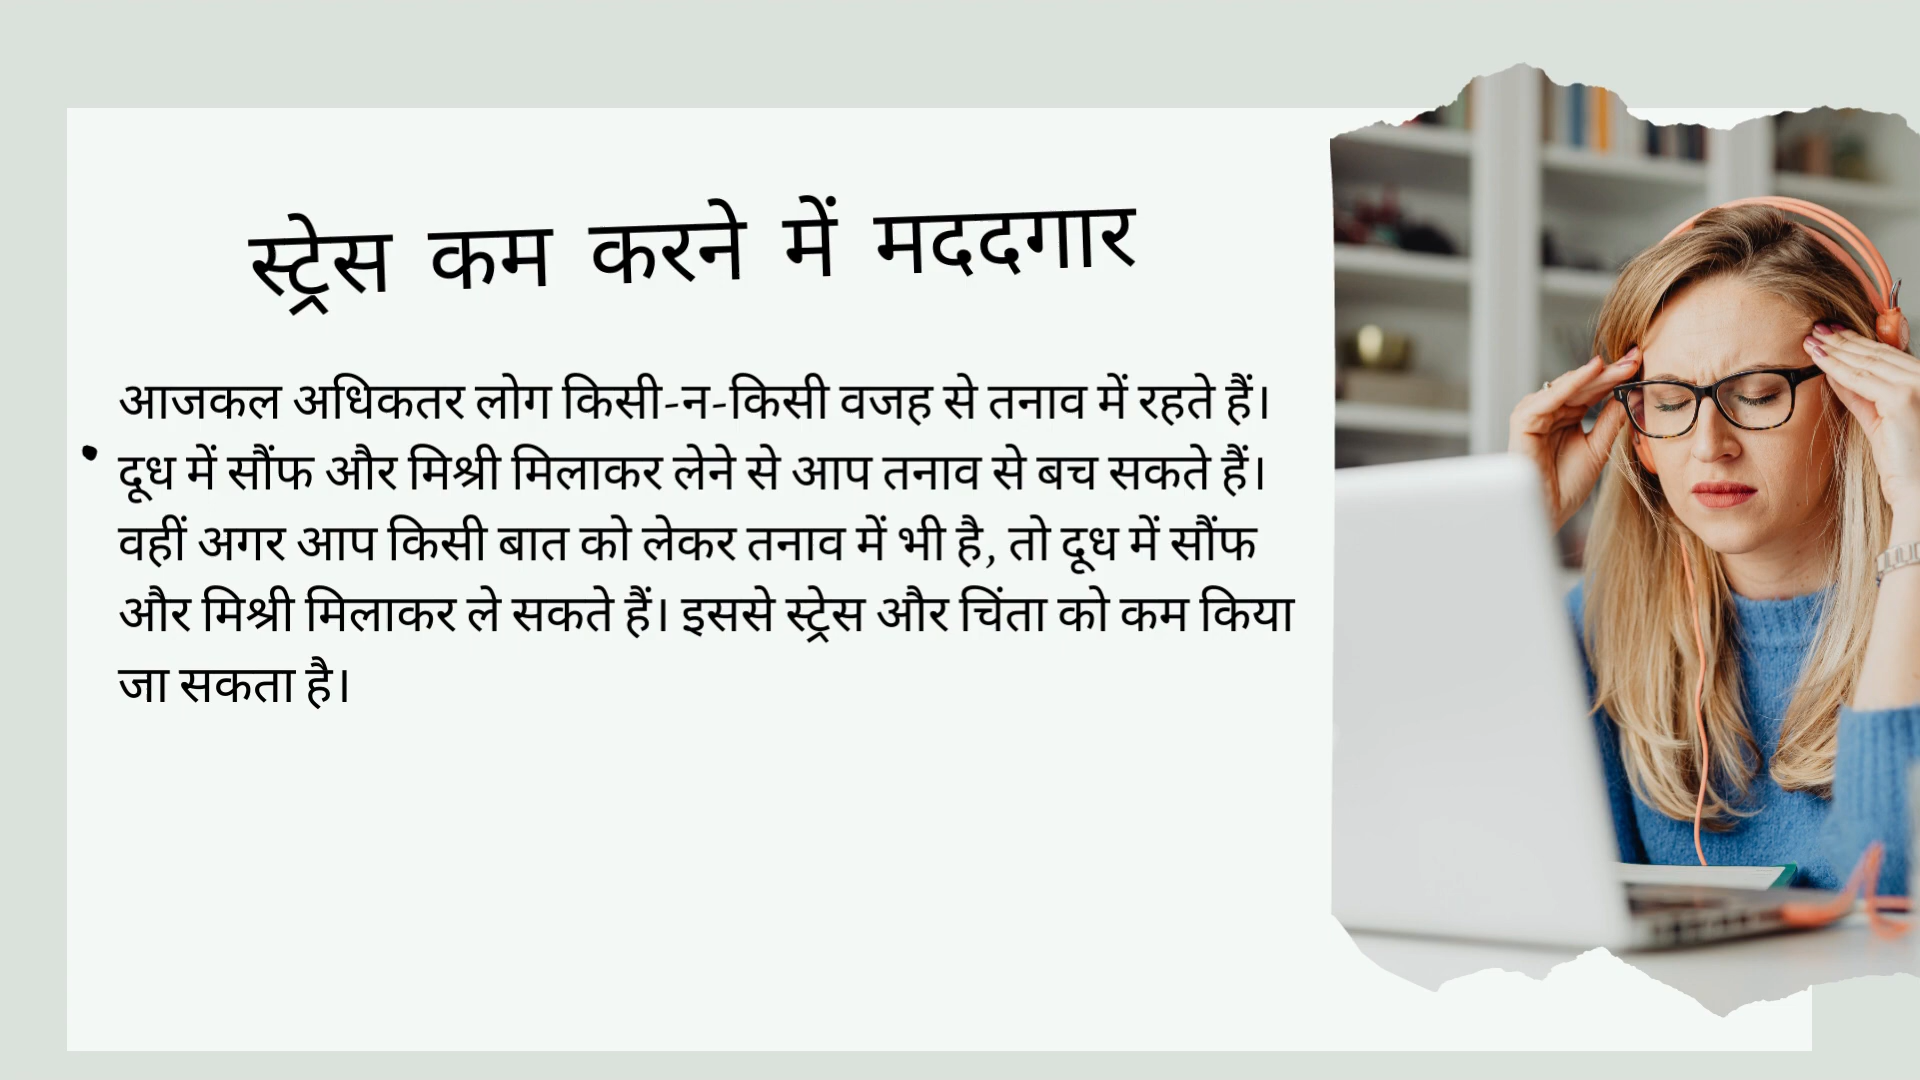 स्ट्रेस कम करने में मददगार
आजकल अधिकतर लोग किसी-न-किसी वजह से तनाव में रहते हैं।
दूध में सौंफ और मिश्री मिलाकर लेने से आप तनाव से बच सकते हैं।
वहीं अगर आप किसी बात को लेकर तनाव में भी है, तो दूध में सौंफ
और मिश्री मिलाकर ले सकते हैं। इससे स्ट्रेस और चिंता को कम किया
जा सकता है।